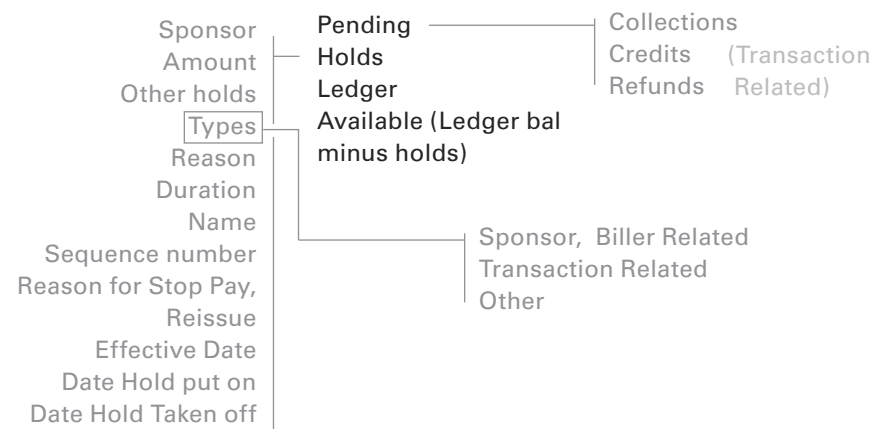 Sponsor
Amount
Other holds
Types
Reason
Duration
Name
Sequence number
Reason for Stop Pay,
Reissue
Effective Date
Date Hold put on
Date Hold Taken off
Pending
Holds
Ledger
Available (Ledger bal
minus holds)
Collections
Credits (Transaction
Refunds Related)
Sponsor, Biller Related
Transaction Related
Other